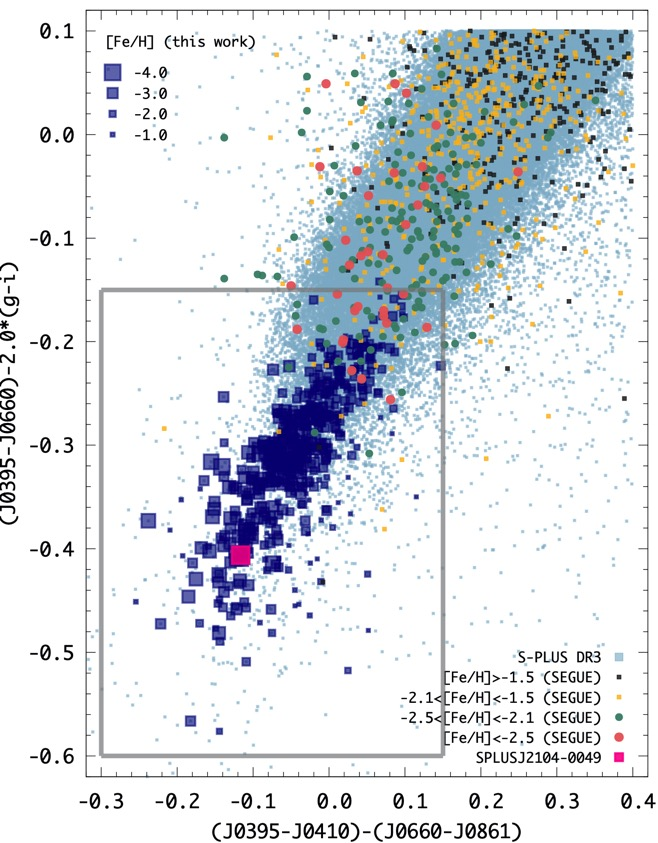 [Fe/H] (this work)
-4.0
-3.0
-2.0
-1.0
0.1
0.0
-0.1
-0.2
-0.3
-0.4
-0.5
-0.6
(J0395-J0660)-2.0*(g-i)
S-PLUS DR3
[Fe/H]>-1.5 (SEGUE)
-2.1<[Fe/H]<-1.5 (SEGUE)
-2.5<[Fe/H]<-2.1 (SEGUE)
[Fe/H]<-2.5 (SEGUE)
SPLUSJ2104-0049
-0.3 -0.2 -0.1 0.0 0.1 0.2 0.3 0.4
(J0395-J0410)-(J0660-J0861)